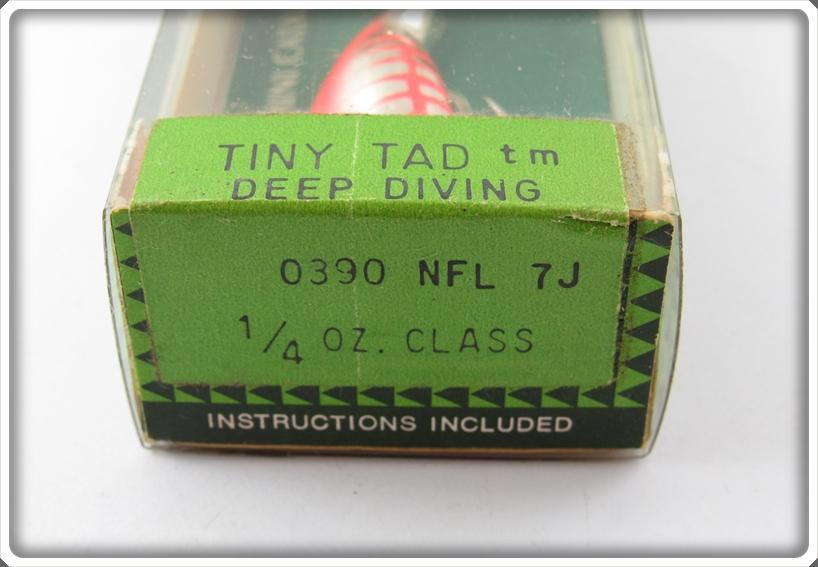 TINY TAD tm
DEEP DIVING
0390 NFL 7J
1/4 OZ. CLASS
INSTRUCTIONS INCLUDED